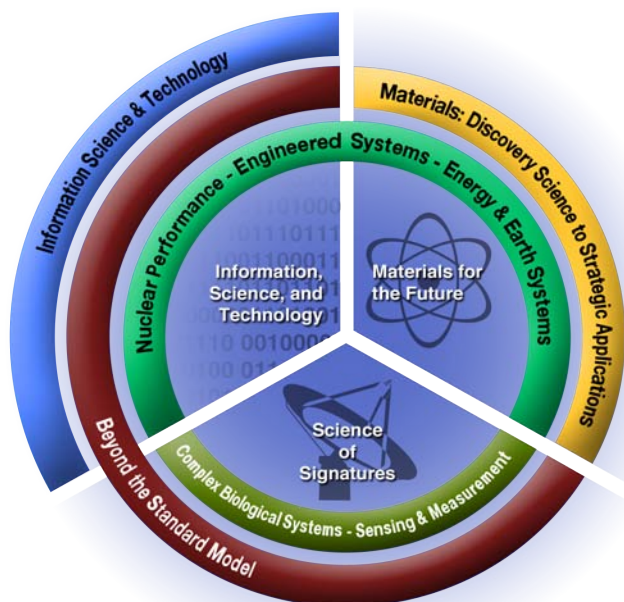 Information Science & Technology
Materials: Discovery Science to Strategic Applications
Nuclear Performance - Engineered Systems - Energy & Earth Systems
Information,
Science, and
Technology
Materials for
the Future
Science
of
Signatures
Complex Biological Systems - Sensing & Measurement
Beyond the Standard Model